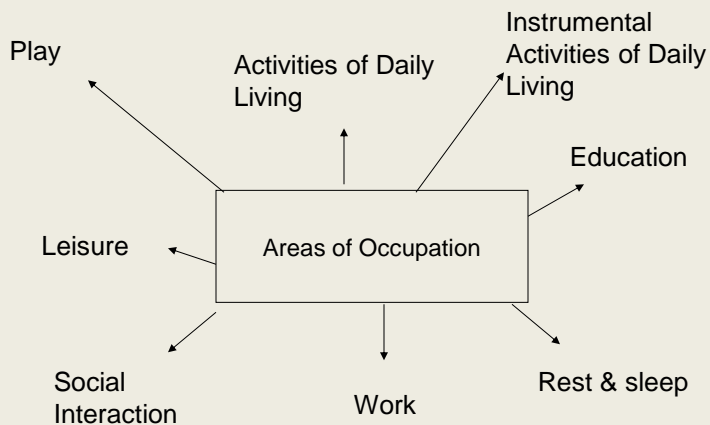 Play
Activities of Daily
Living
Instrumental
Activities of Daily
Living
Education
Leisure
Areas of Occupation
Social
Interaction
Work
Rest & sleep